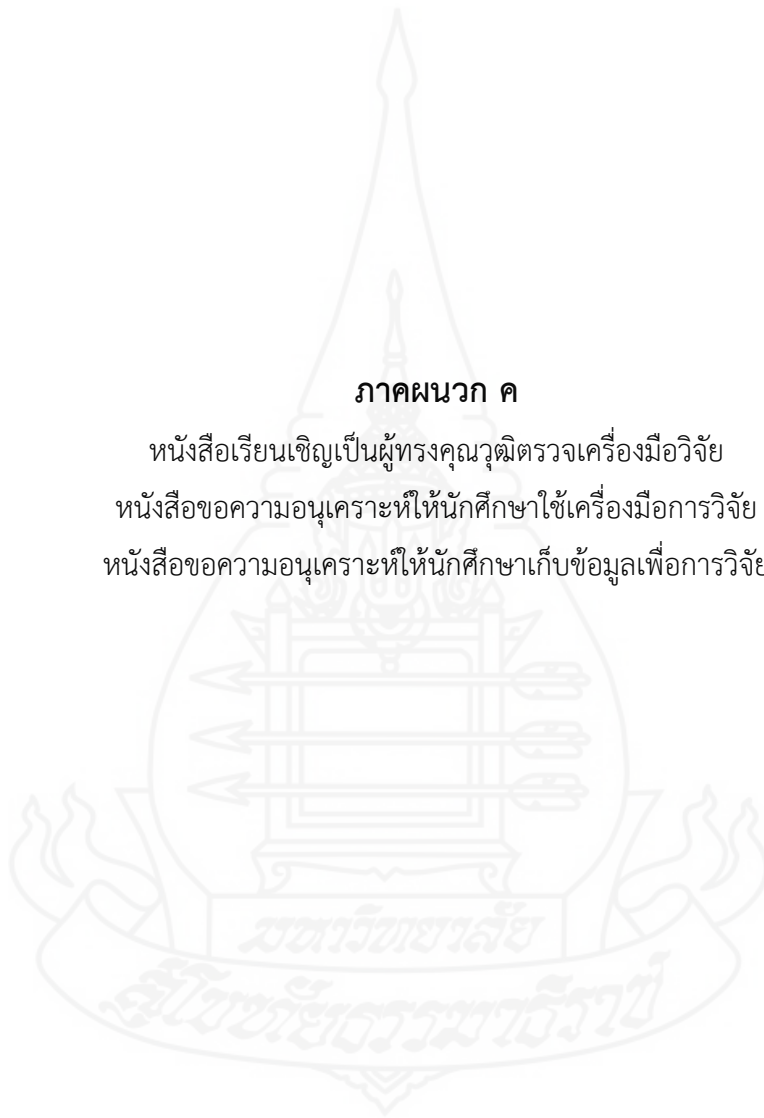 ภาคผนวก ค
หนังสือเรียนเชิญเป็นผู้ทรงคุณวุฒิตรวจเครื่องมือวิจัย
หนังสือขอความอนุเคราะห์ให้นักศึกษาใช้เครื่องมือการวิจัย
หนังสือขอความอนุเคราะห์ให้นักศึกษาเก็บข้อมูลเพื่อการวิจัย
มหาวิทยาลัย
สุโขทัยธรรมาธิราช